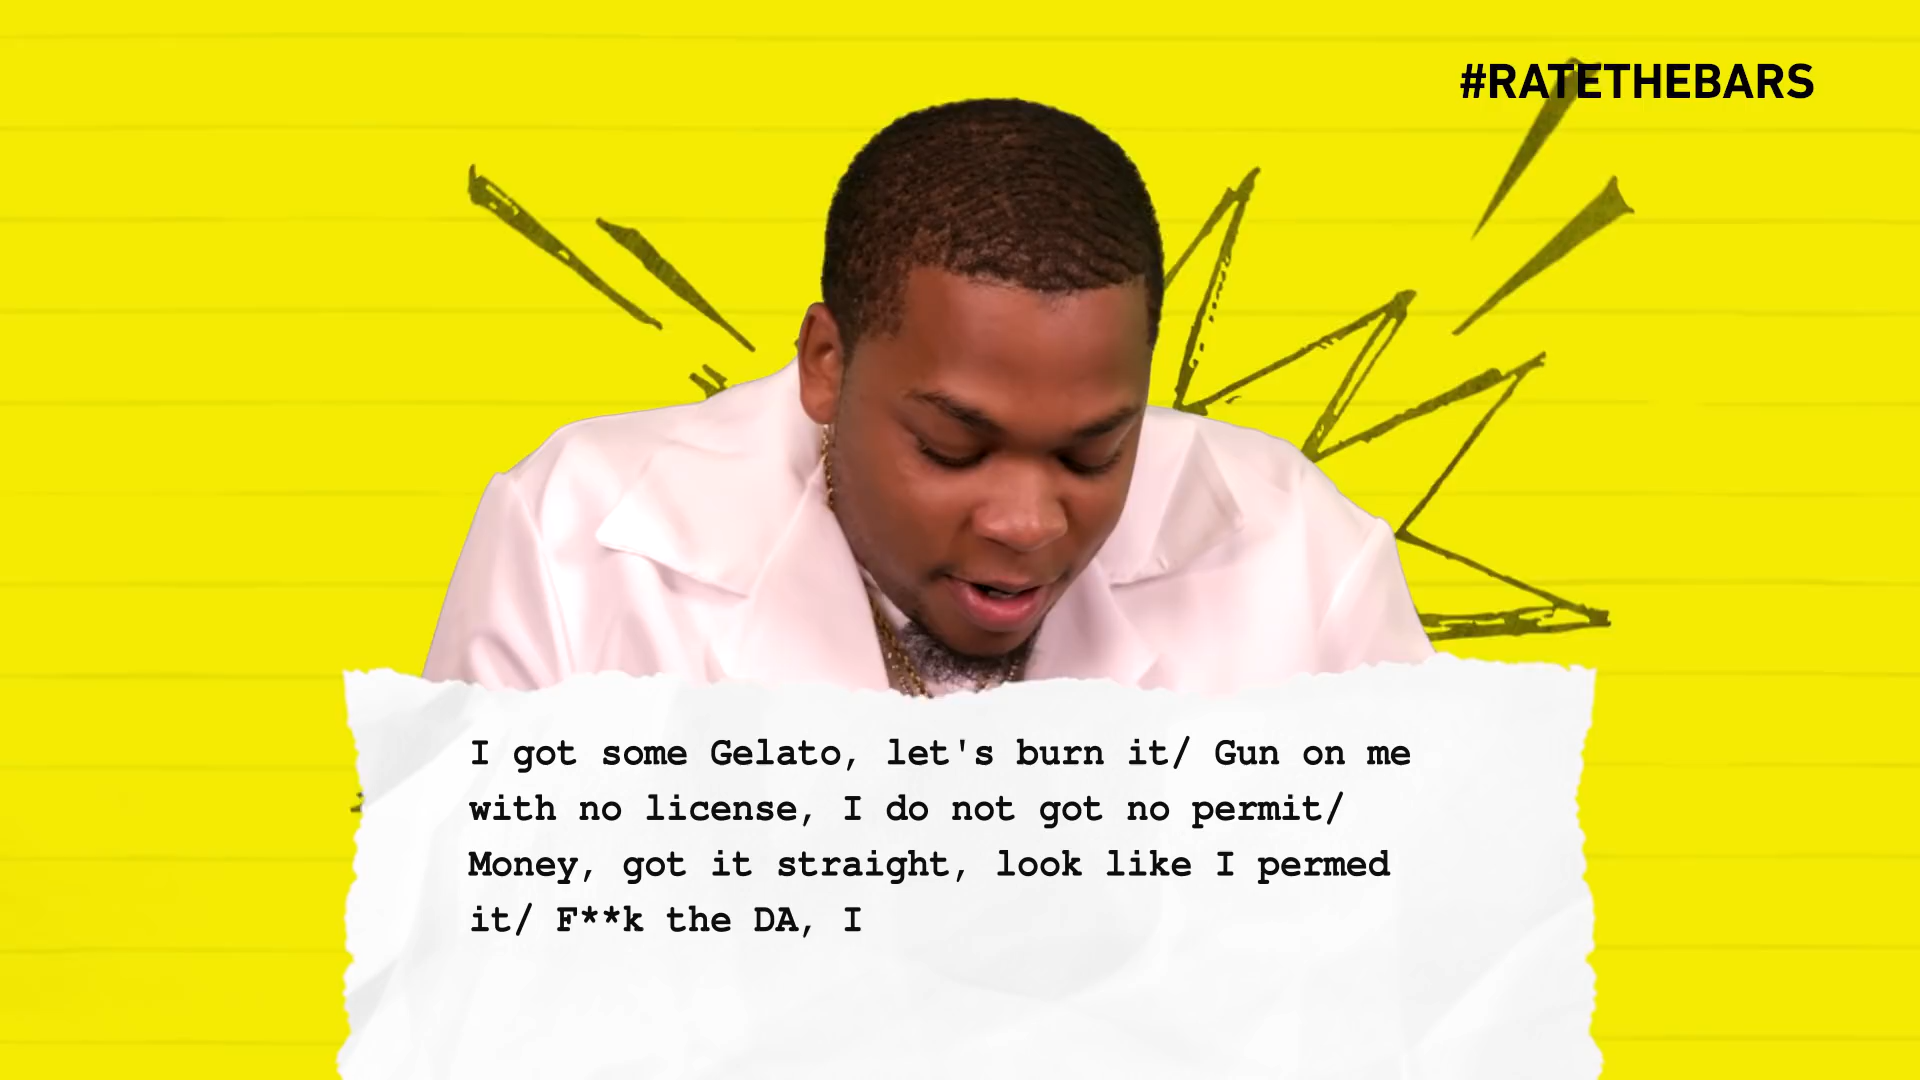 #RATETHEBARS
I got some Gelato, let's burn it/ Gun on me
with no license, I do not got no permit/
Money, got it straight, look like I permed
it/ F**k the DA, I